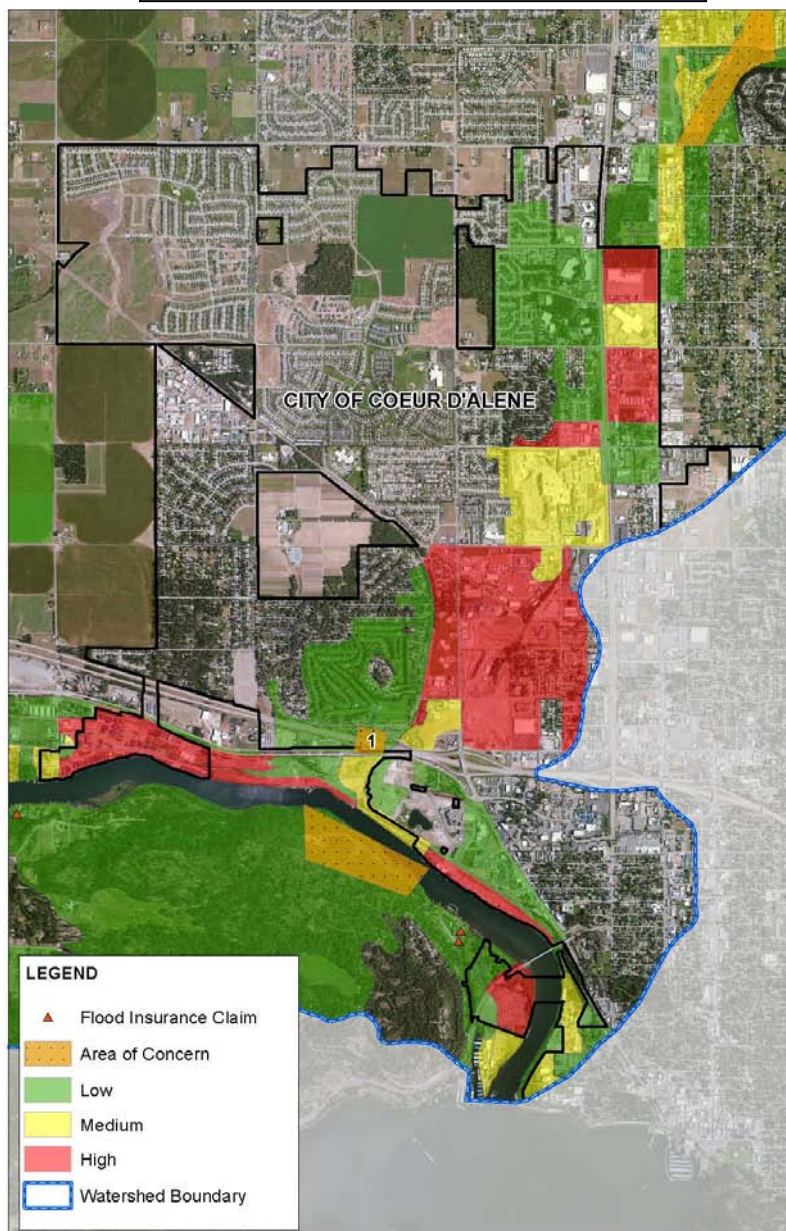 CITY OF COEUR D'ALENE
1
LEGEND
Flood Insurance Claim
Area of Concern
Low
Medium
High
Watershed Boundary